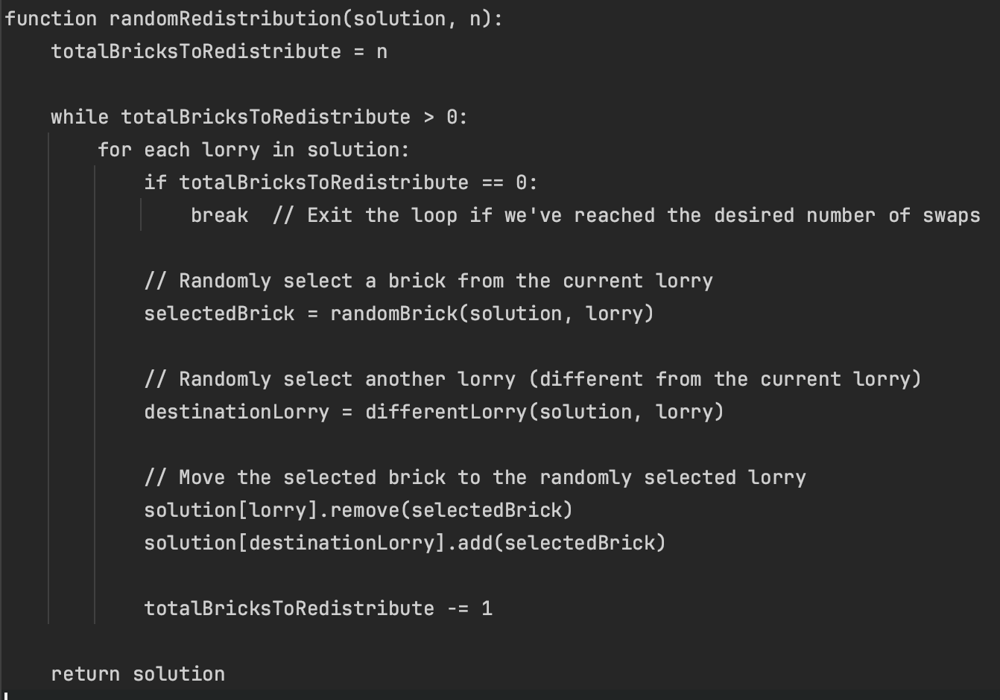 function randomRedistribution(solution, n):
    totalBricksToRedistribute = n

    while totalBricksToRedistribute > 0:
        for each lorry in solution:
            if totalBricksToRedistribute == 0:
                break  // Exit the loop if we've reached the desired number of swaps

            // Randomly select a brick from the current lorry
            selectedBrick = randomBrick(solution, lorry)

            // Randomly select another lorry (different from the current lorry)
            destinationLorry = differentLorry(solution, lorry)

            // Move the selected brick to the randomly selected lorry
            solution[lorry].remove(selectedBrick)
            solution[destinationLorry].add(selectedBrick)

            totalBricksToRedistribute -= 1

    return solution